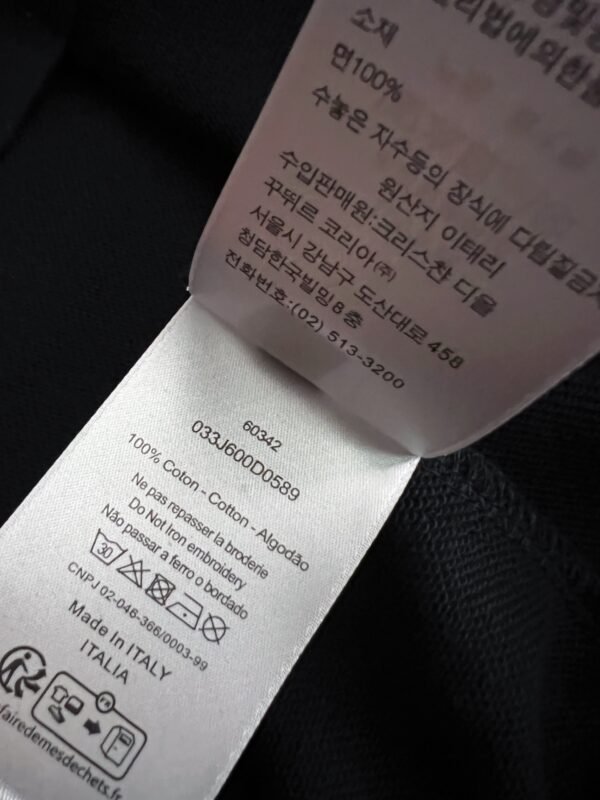 소재
면100%
수놓은 자수등의 장식에 다림질금지
원산지 이태리
수입판매원:크리스찬 디올
꾸뛰르 코리아㈜
서울시 강남구 도산대로 458
청담한국빌딩8층
전화번호:(02) 513-3200
60342
033J600D0589
100% Coton - Cotton - Algodão
Ne pas repasser la broderie
Do Not Iron embroidery
Não passar a ferro o bordado
30
CNPJ 02-046-366/0003-99
Made In ITALY
ITALIA
FR
fairedemesdechets.fr